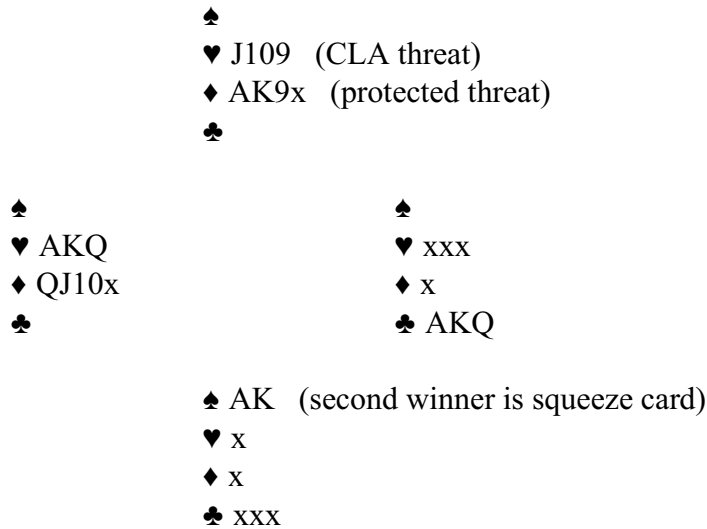 ♠
♥ J109 (CLA threat)
♦ AK9x (protected threat)
♣
♠ ♠
♥ AKQ ♥ xxx
♦ QJ10x ♦ x
♣ ♣ AKQ
♠ AK (second winner is squeeze card)
♥ x
♦ x
♣ xxx